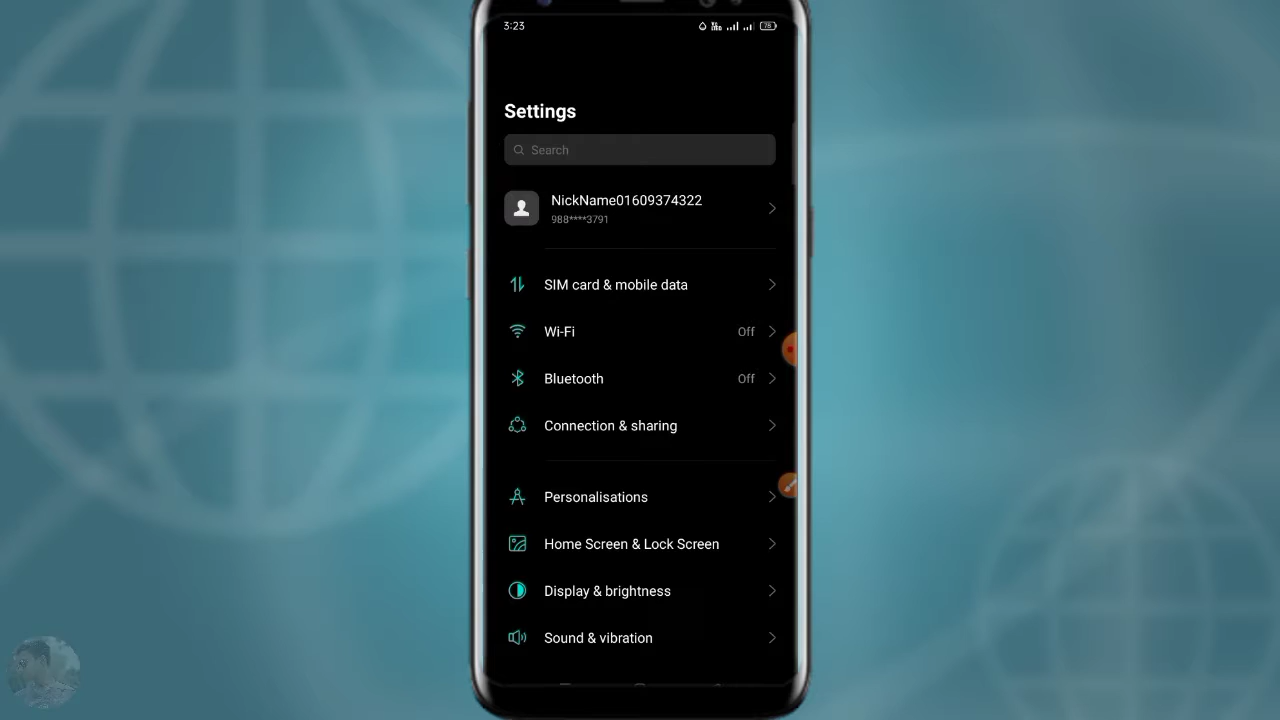 3:23
75
Settings
Search
NickName01609374322
988****3791
SIM card & mobile data
Wi-Fi
Off
Bluetooth
Off
Connection & sharing
Personalisations
Home Screen & Lock Screen
Display & brightness
Sound & vibration